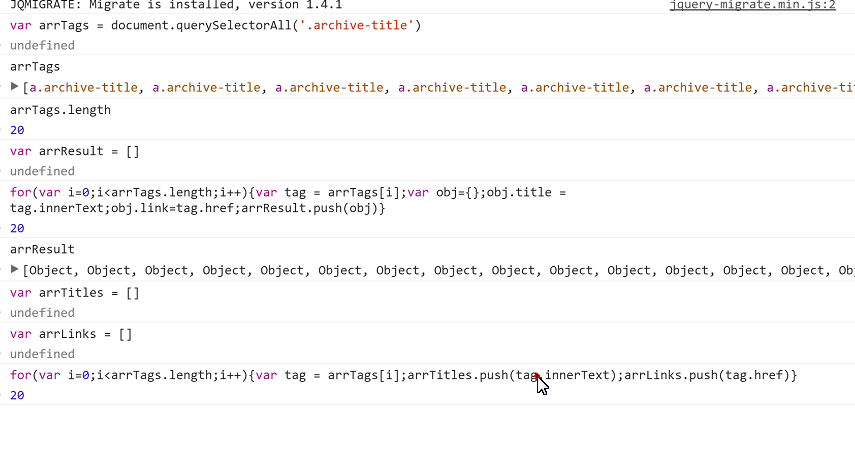 JQMIGRATE: Migrate is installed, version 1.4.1 jquery-migrate.min.js:2
var arrTags = document.querySelectorAll('.archive-title')
undefined
arrTags
[a.archive-title, a.archive-title, a.archive-title, a.archive-title, a.archive-title, a.archive-title, a.archive-ti
arrTags.length
20
var arrResult = []
undefined
for(var i=0;i<arrTags.length;i++){var tag = arrTags[i];var obj={};obj.title =
tag.innerText;obj.link=tag.href;arrResult.push(obj)}
20
arrResult
[Object, Object, Object, Object, Object, Object, Object, Object, Object, Object, Object, Object, Object, Object, Ob
var arrTitles = []
undefined
var arrLinks = []
undefined
for(var i=0;i<arrTags.length;i++){var tag = arrTags[i];arrTitles.push(tag.innerText);arrLinks.push(tag.href)}
20